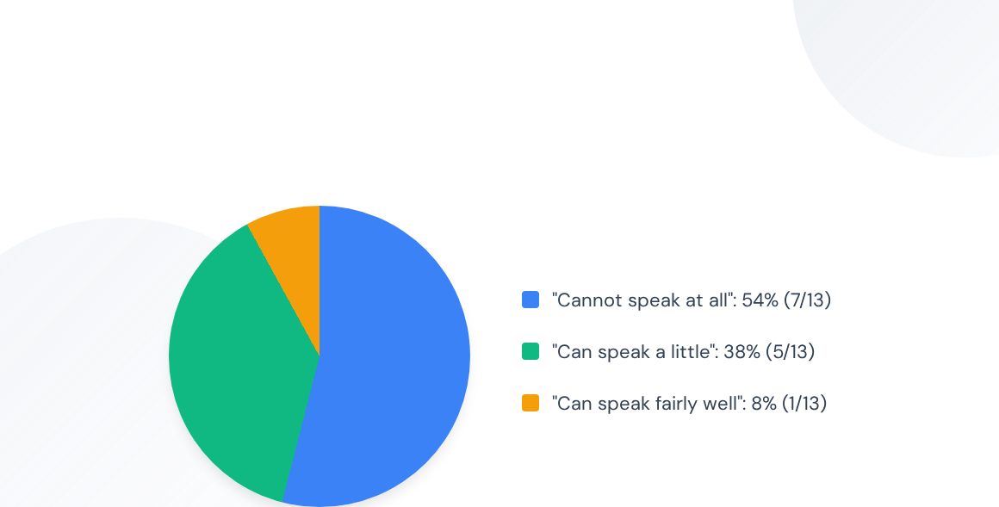 "Cannot speak at all": 54% (7/13)
"Can speak a little": 38% (5/13)
"Can speak fairly well": 8% (1/13)